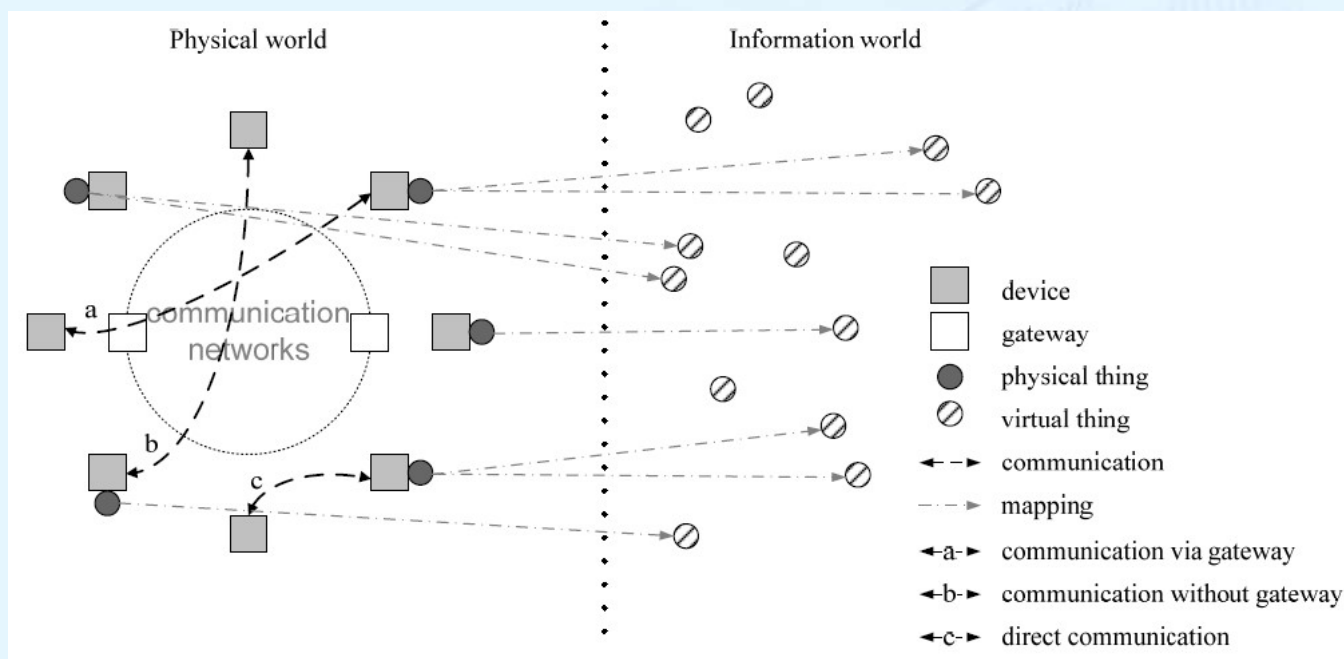 Physical world
Information world
a
communication
networks
b
c
device
gateway
physical thing
virtual thing
communication
mapping
a communication via gateway
b communication without gateway
c direct communication